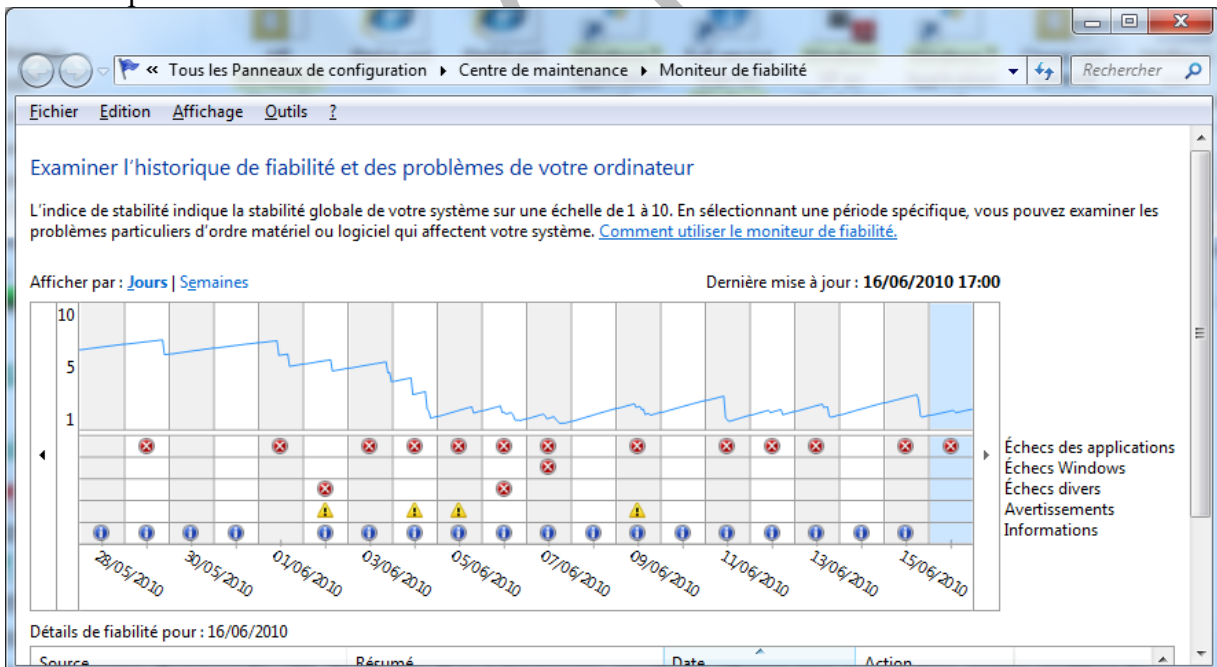 « Tous les Panneaux de configuration ▸ Centre de maintenance ▸ Moniteur de fiabilité
Rechercher
Fichier Edition Affichage Outils ?
Examiner l'historique de fiabilité et des problèmes de votre ordinateur
L'indice de stabilité indique la stabilité globale de votre système sur une échelle de 1 à 10. En sélectionnant une période spécifique, vous pouvez examiner les
problèmes particuliers d'ordre matériel ou logiciel qui affectent votre système. Comment utiliser le moniteur de fiabilité.
Afficher par : Jours | Semaines
Dernière mise à jour : 16/06/2010 17:00
10
5
1
Échecs des applications
Échecs Windows
Échecs divers
Avertissements
Informations
28/05/2010
30/05/2010
01/06/2010
03/06/2010
05/06/2010
07/06/2010
09/06/2010
11/06/2010
13/06/2010
15/06/2010
Détails de fiabilité pour : 16/06/2010
Source Résumé Date Action